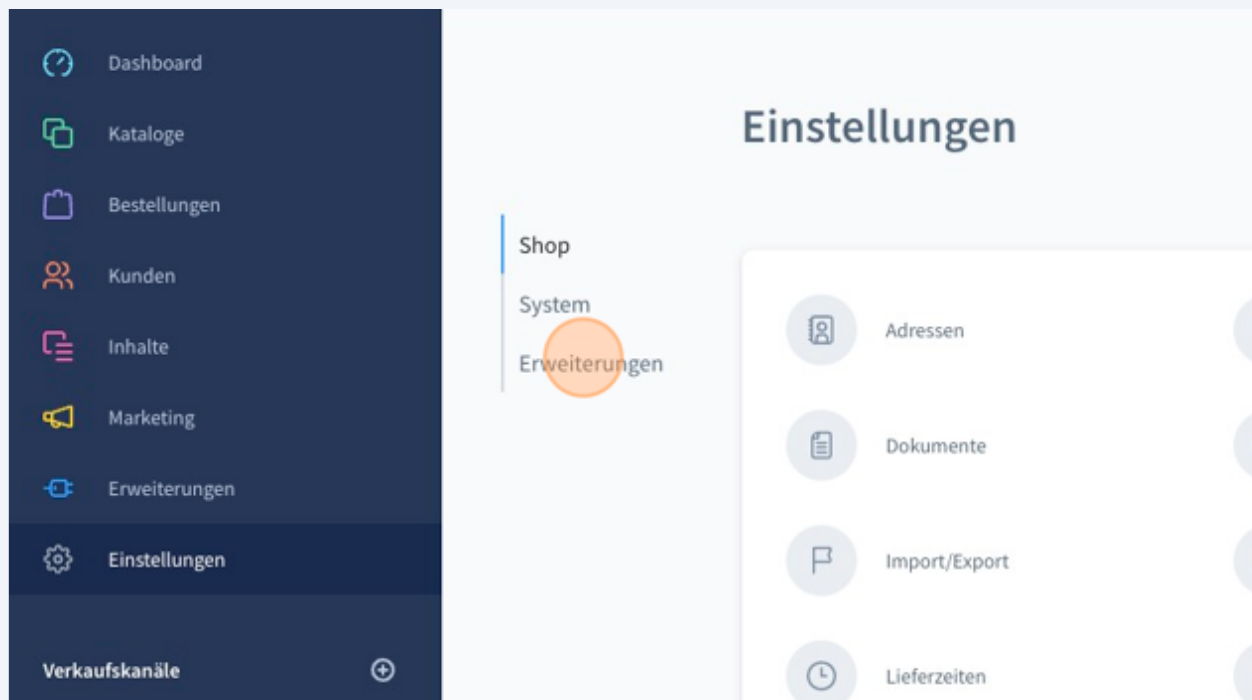 Dashboard
Kataloge
Bestellungen
Kunden
Inhalte
Marketing
Erweiterungen
Einstellungen
Verkaufskanäle
Einstellungen
Shop
System
Erweiterungen
Adressen
Dokumente
Import/Export
Lieferzeiten